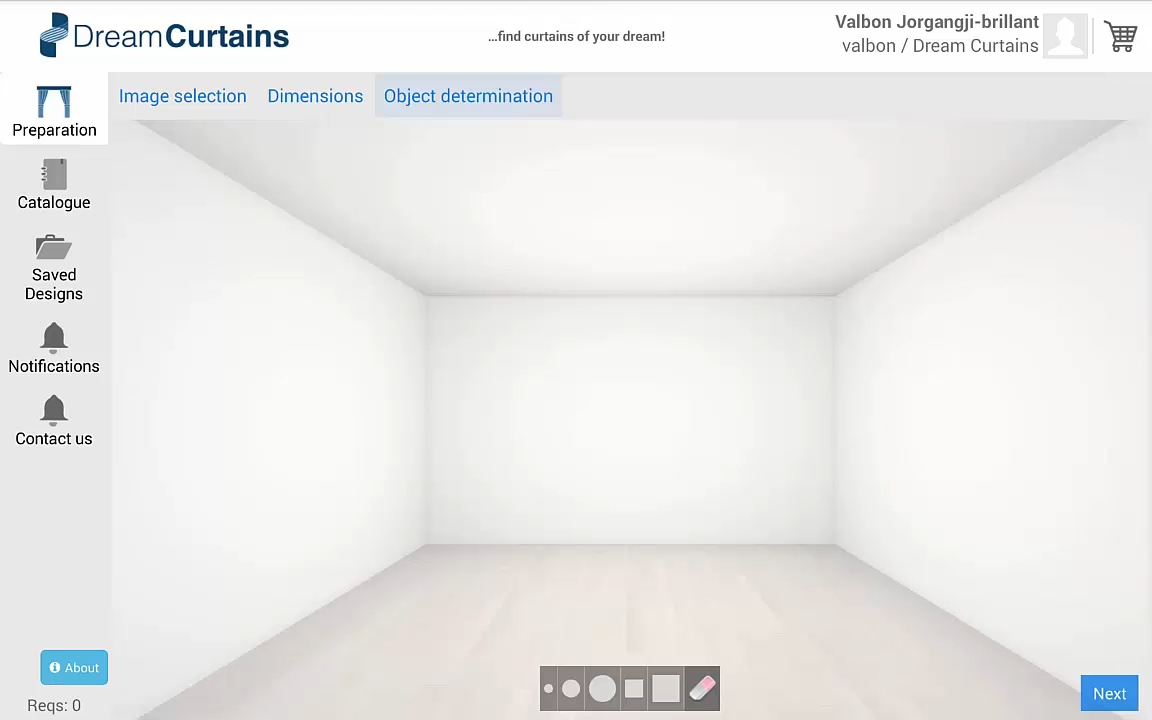 DreamCurtains
...find curtains of your dream!
Valbon Jorgangji-brillant
valbon / Dream Curtains
Image selection
Dimensions
Object determination
Preparation
Catalogue
Saved
Designs
Notifications
Contact us
About
Reqs: 0
Next